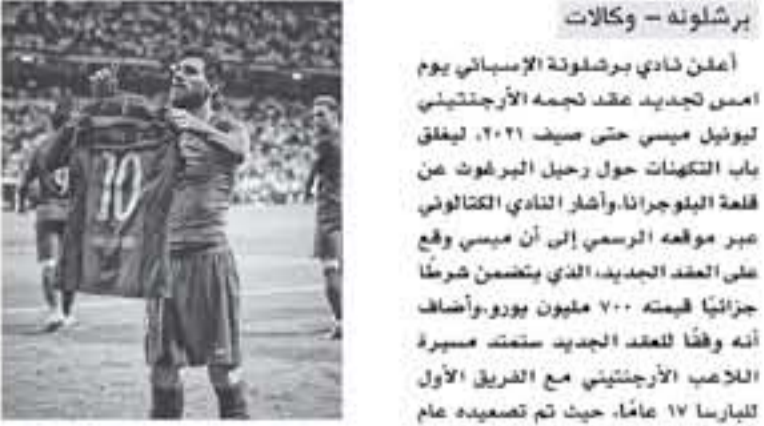 برشلونه – وكالات
أعلن نادي برشلونة الإسباني يوم
امس تجديد عقد نجمه الأرجنتيني
ليونيل ميسي حتى صيف ٢٠٢١، ليغلق
باب التكهنات حول رحيل البرغوث عن
قلعة البلوجرانا.وأشار النادي الكتالوني
عبر موقعه الرسمي إلى أن ميسي وقع
على العقد الجديد، الذي يتضمن شرطًا
جزائيًا قيمته ٧٠٠ مليون يورو.وأضاف
أنه وفقًا للعقد الجديد ستمتد مسيرة
اللاعب الأرجنتيني مع الفريق الأول
للبارسا ١٧ عامًا، حيث تم تصعيده عام
10